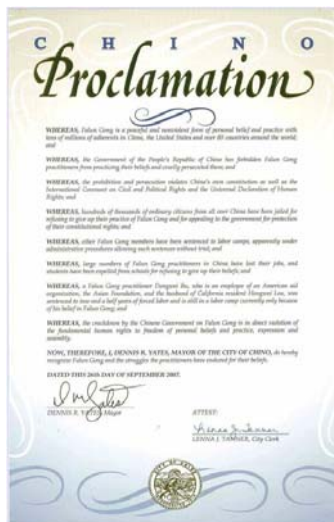 CHINO
Proclamation
WHEREAS, Falun Gong is a peaceful and nonviolent form of personal belief and practice with
tens of millions of adherents in China, the United States and over 60 countries around the world;
and
WHEREAS, the Government of the People's Republic of China has forbidden Falun Gong
practitioners from practicing their beliefs and cruelly persecuted them; and
WHEREAS, the prohibition and persecution violates China's own constitution as well as the
International Covenant on Civil and Political Rights and the Universal Declaration of Human
Rights; and
WHEREAS, hundreds of thousands of ordinary citizens from all over China have been jailed for
refusing to give up their practice of Falun Gong and for appealing to the government for protection
of their constitutional rights; and
WHEREAS, other Falun Gong members have been sentenced to labor camps, apparently under
administrative procedures allowing such sentences without trial; and
WHEREAS, large numbers of Falun Gong practitioners in China have lost their jobs, and
students have been expelled from schools for refusing to give up their beliefs; and
WHEREAS, a Falun Gong practitioner Dongwei Bu, who is an employee of an American aid
organization, the Asian Foundation, and the husband of California resident Hongwei Lou, was
sentenced to two and a half years of forced labor and is still in a labor camp currently only because
of his belief in Falun Gong; and
WHEREAS, the crackdown by the Chinese Government on Falun Gong is in direct violation of
the fundamental human rights to freedom of personal beliefs and practice, expression and
assembly.
NOW, THEREFORE, I, DENNIS R. YATES, MAYOR OF THE CITY OF CHINO, do hereby
recognize Falun Gong and the struggles the practitioners have endured for their beliefs.
DATED THIS 26th DAY OF SEPTEMBER 2007.
DENNIS R. YATES, Mayor
ATTEST:
Lenna J. Tanner
LENNA J. TANNER, City Clerk